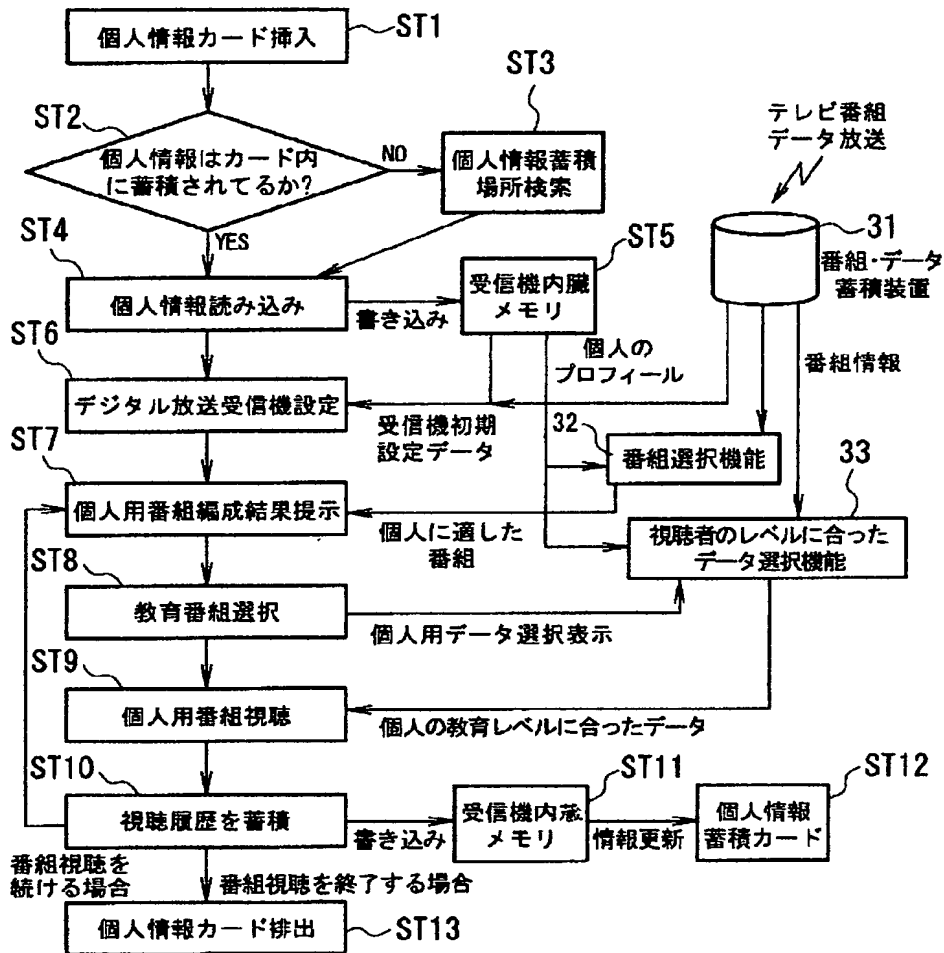 個人情報カード挿入
ST1
ST2
個人情報はカード内
に蓄積されてるか?
NO
YES
ST3
個人情報蓄積
場所検索
テレビ番組
データ放送
31
番組・データ
蓄積装置
ST4
個人情報読み込み
書き込み
ST5
受信機内臓
メモリ
個人の
プロフィール
番組情報
ST6
デジタル放送受信機設定
受信機初期
設定データ
32
番組選択機能
33
視聴者のレベルに合った
データ選択機能
ST7
個人用番組編成結果提示
個人に適した
番組
ST8
教育番組選択
個人用データ選択表示
ST9
個人用番組視聴
個人の教育レベルに合ったデータ
ST10
視聴履歴を蓄積
書き込み
ST11
受信機内蔵
メモリ
情報更新
ST12
個人情報
蓄積カード
番組視聴を
続ける場合
番組視聴を終了する場合
個人情報カード排出
ST13